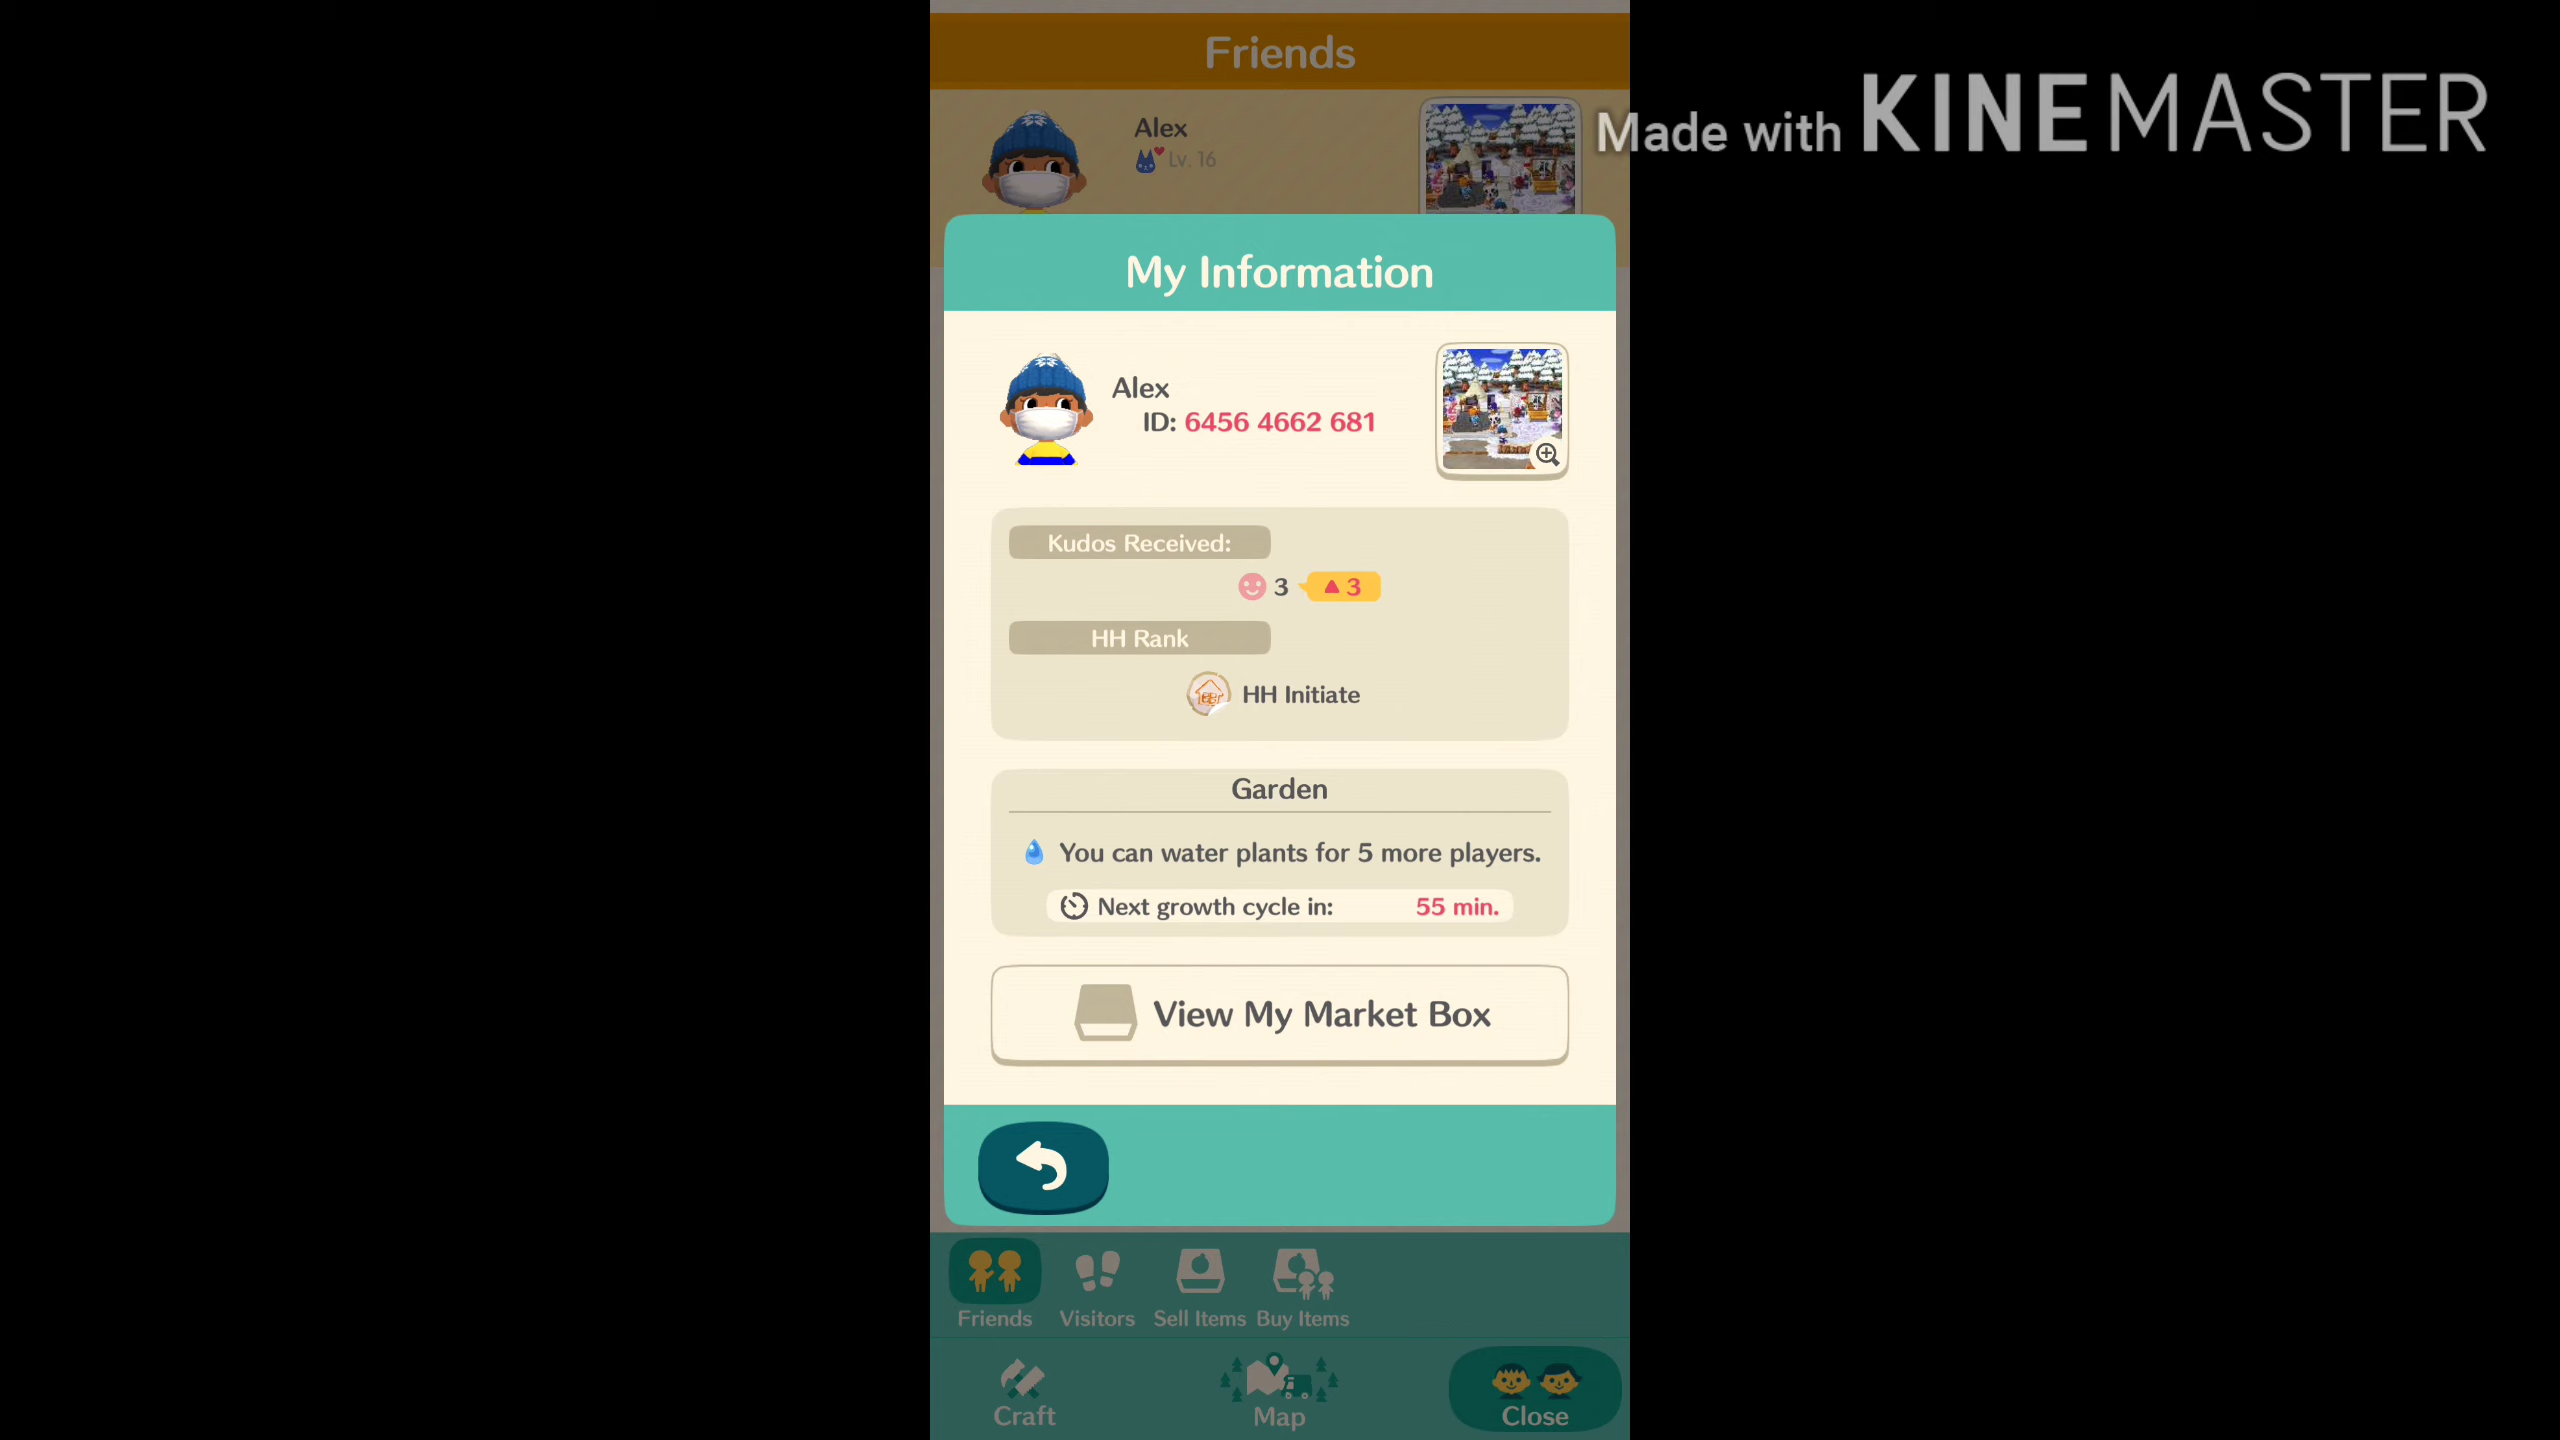 Friends
Made with KINEMASTER
Alex
Lv. 16
My Information
Alex
ID: 6456 4662 681
Kudos Received:
3 ▲ 3
HH Rank
HH Initiate
Garden
You can water plants for 5 more players.
Next growth cycle in: 55 min.
View My Market Box
Friends Visitors Sell Items Buy Items
Craft Map Close